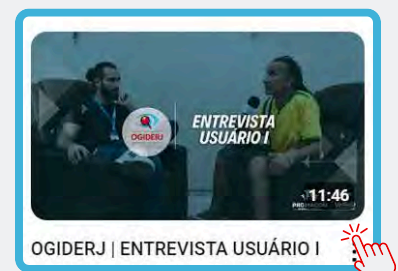 OGIDERJ
ENTREVISTA
USUÁRIO I
11:46
OGIDERJ | ENTREVISTA USUÁRIO I